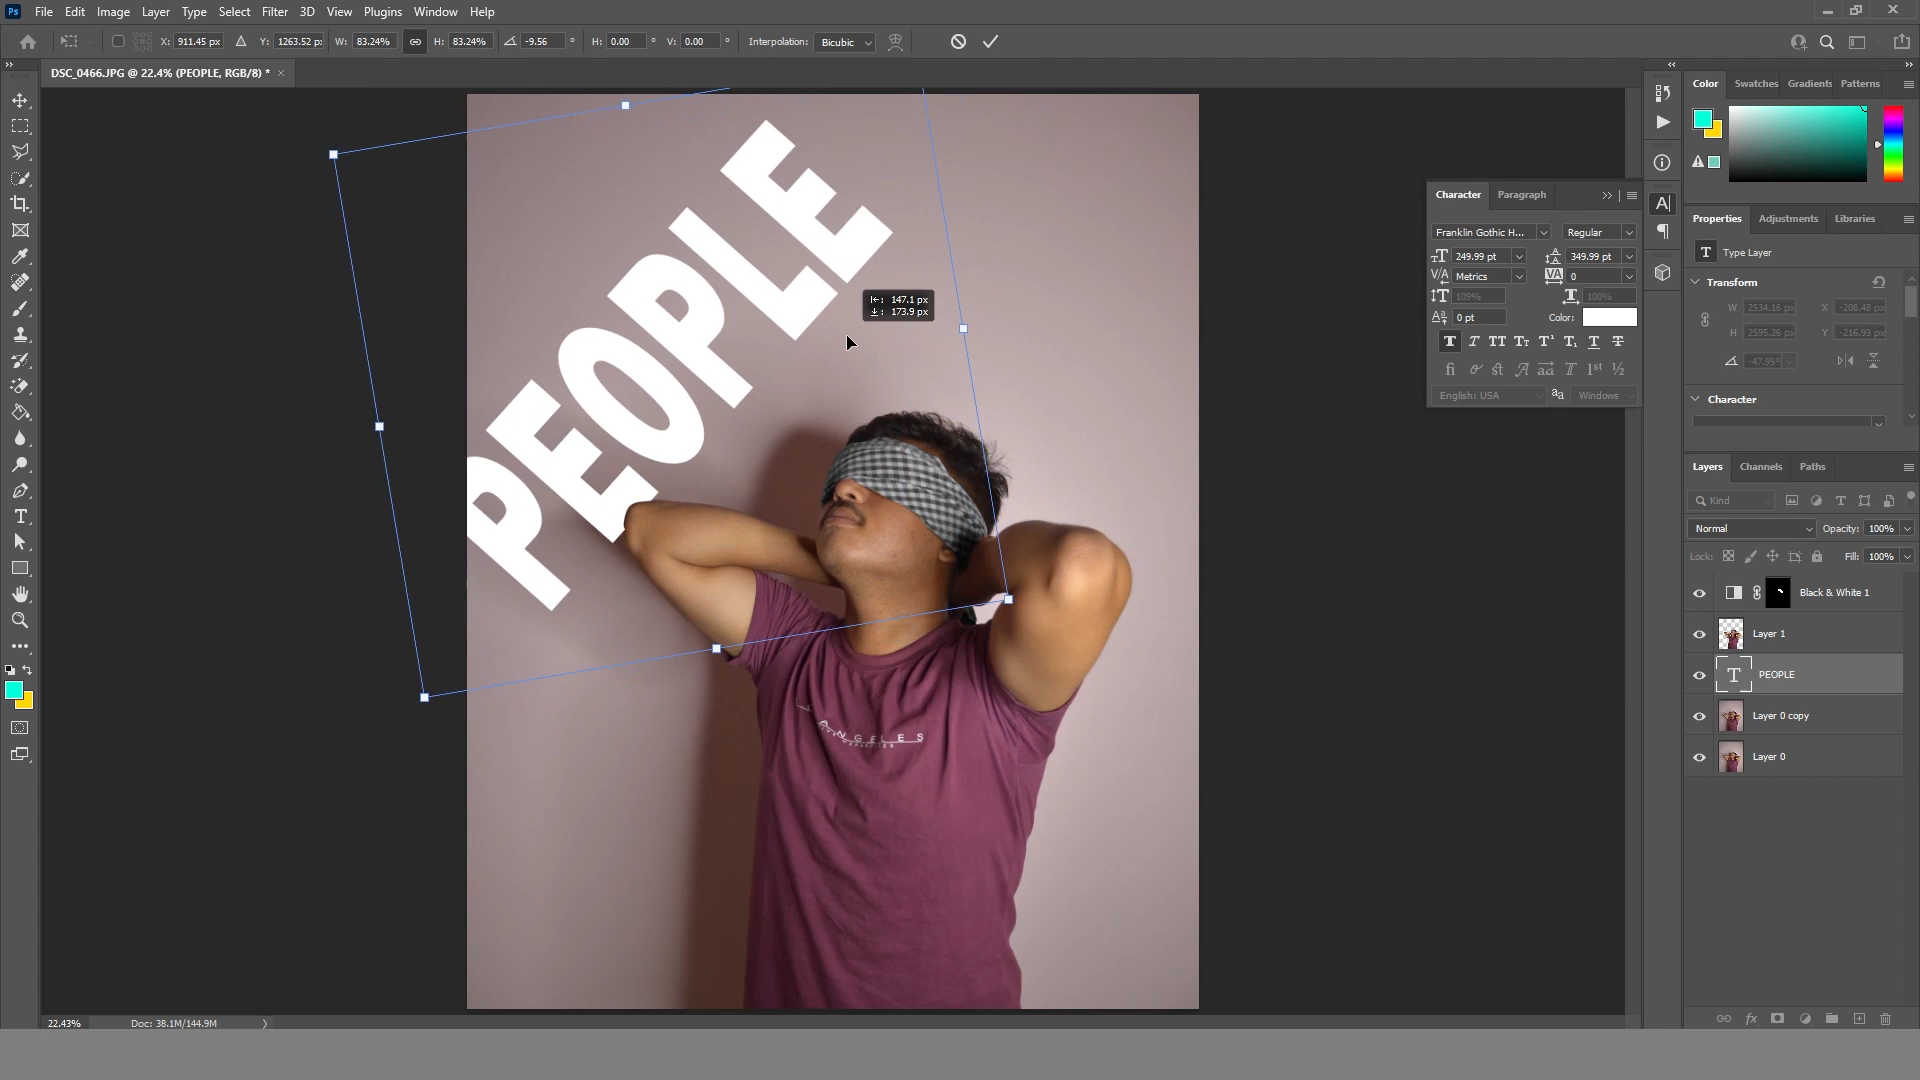 Ps File Edit Image Layer Type Select Filter 3D View Plugins Window Help
X: 911.45 px Y: 1263.52 px W: 83.24% H: 83.24% -9.56 ° H: 0.00 ° V: 0.00 ° Interpolation: Bicubic
DSC_0466.JPG @ 22.4% (PEOPLE, RGB/8) * ×
PEOPLE
147.1 px
173.9 px
ANGELES
Color Swatches Gradients Patterns
Character Paragraph
Franklin Gothic H... Regular
249.99 pt 349.99 pt
Metrics 0
109% 100%
0 pt Color:
English: USA aa Windows
Properties Adjustments Libraries
T Type Layer
Transform
W 2534.16 px X -208.48 px
H 2595.26 px Y -216.93 px
-47.95°
Character
Layers Channels Paths
Kind
Normal Opacity: 100%
Lock: Fill: 100%
Black & White 1
Layer 1
T PEOPLE
Layer 0 copy
Layer 0
22.43% Doc: 38.1M/144.9M